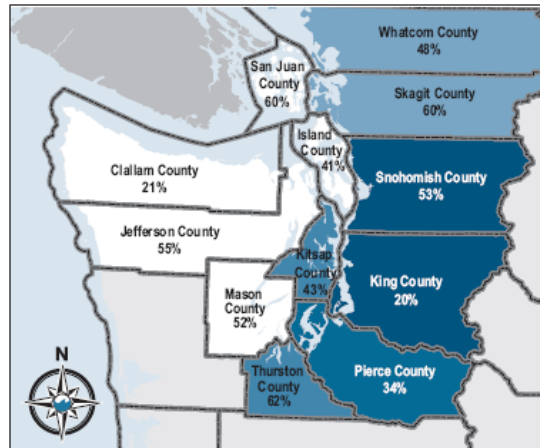 Whatcom County
48%
San Juan
County
60%
Skagit County
60%
Island
County
41%
Clallam County
21%
Snohomish County
53%
Jefferson County
55%
Kitsap
County
43%
King County
20%
Mason
County
52%
N
Thurston
County
62%
Pierce County
34%